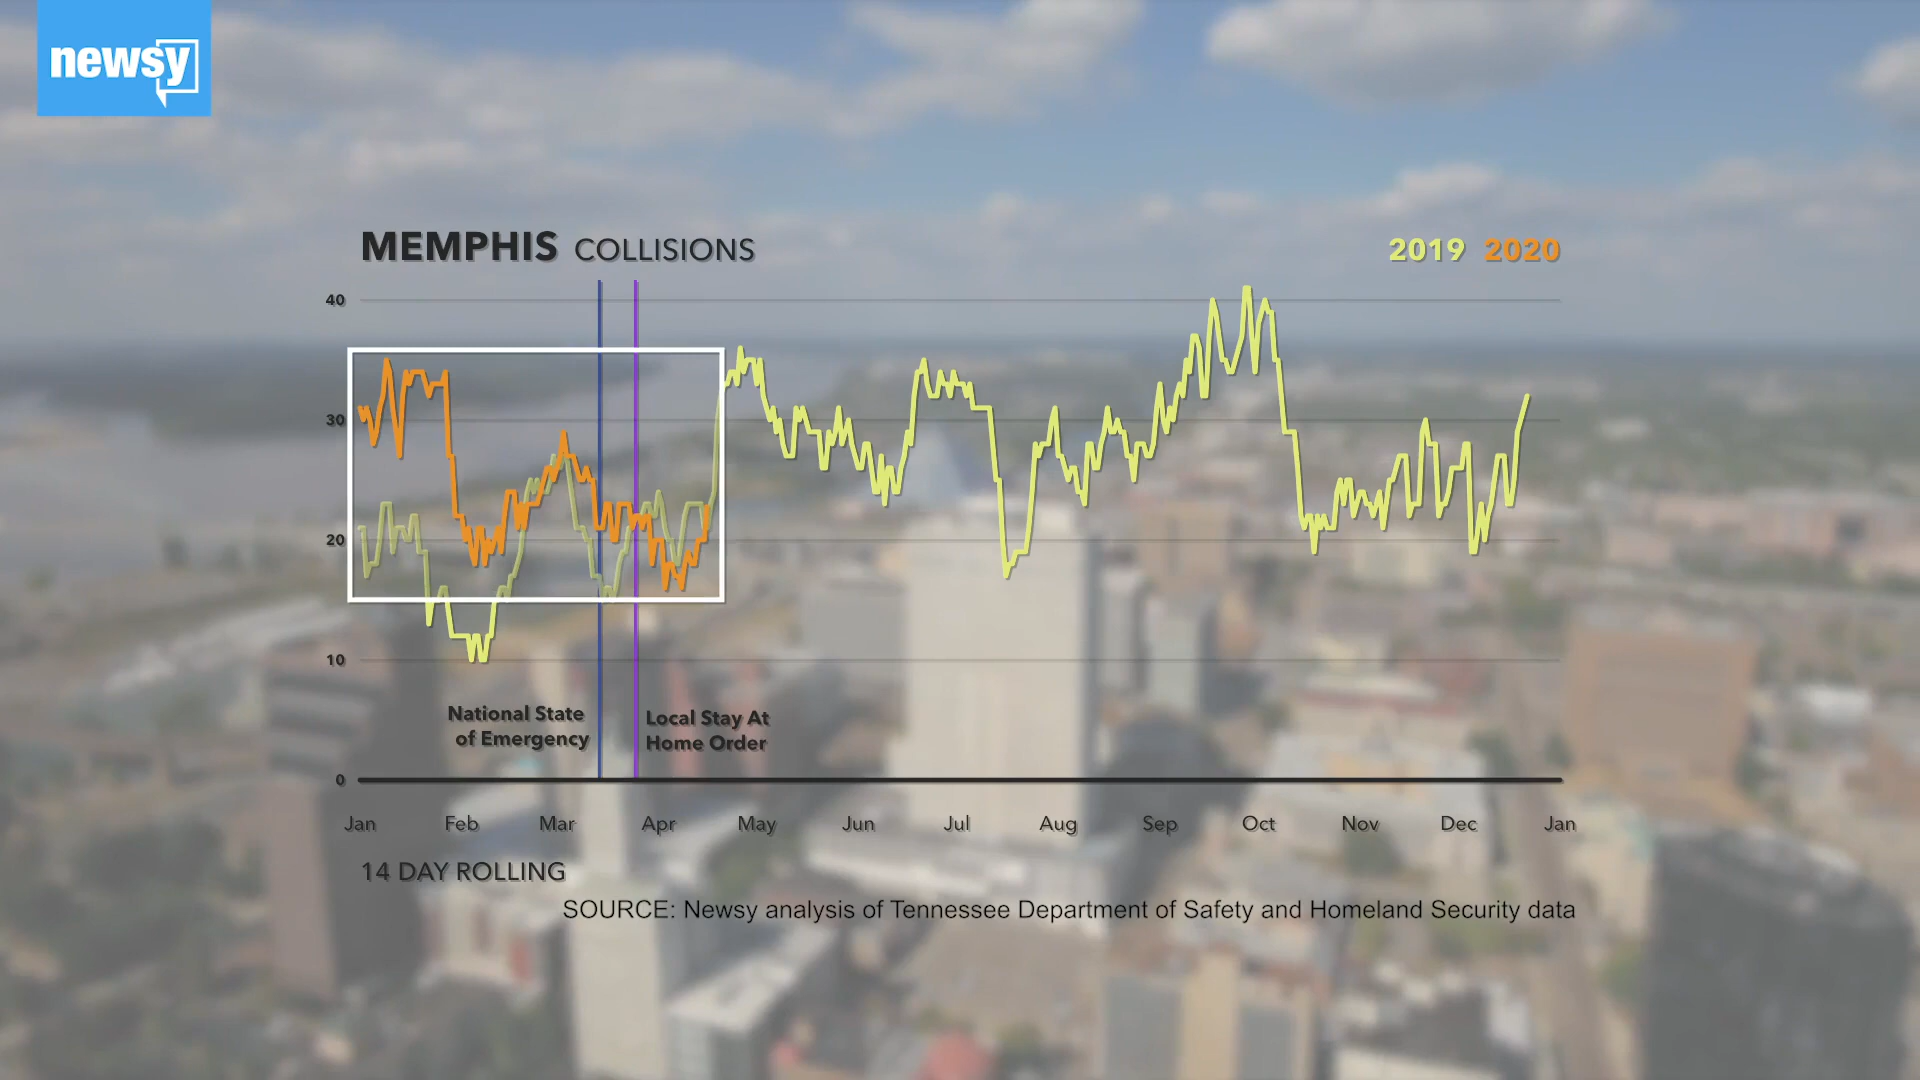 newsy
MEMPHIS COLLISIONS
2019 2020
40
30
20
10
0
National State
of Emergency
Local Stay At
Home Order
Jan Feb Mar Apr May Jun Jul Aug Sep Oct Nov Dec Jan
14 DAY ROLLING
SOURCE: Newsy analysis of Tennessee Department of Safety and Homeland Security data